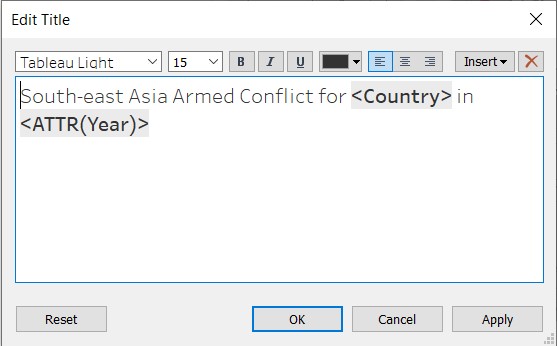 Edit Title
Tableau Light 15 B I U Insert
South-east Asia Armed Conflict for <Country> in
<ATTR(Year)>
Reset OK Cancel Apply